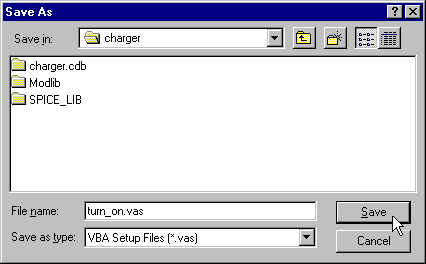 Save As
Save in: charger
charger.cdb
Modlib
SPICE_LIB
File name: turn_on.vas Save
Save as type: VBA Setup Files (*.vas) Cancel